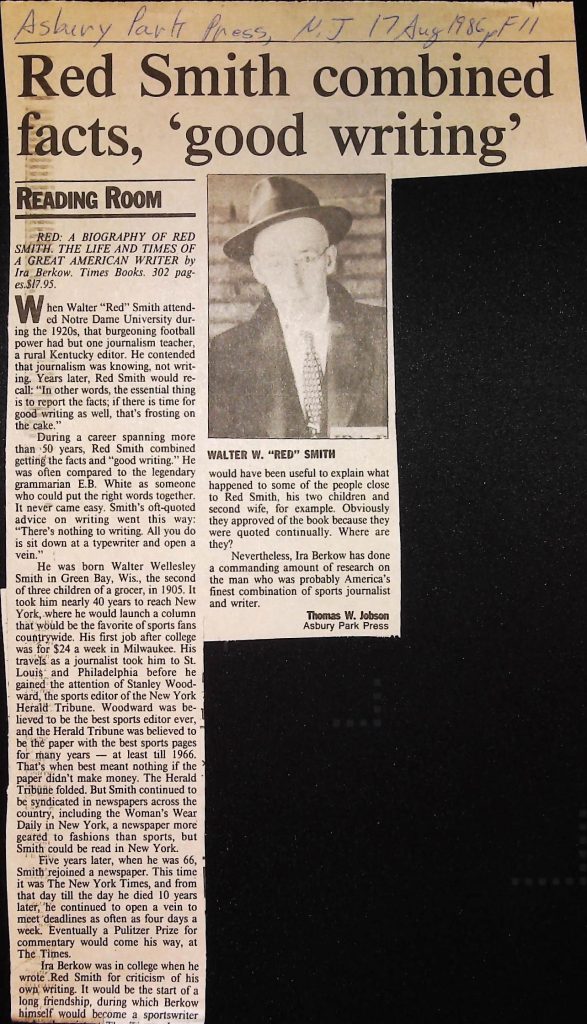 Asbury Park Press, N.J 17 Aug 1986, p F11
Red Smith combined
facts, ‘good writing’
READING ROOM
RED: A BIOGRAPHY OF RED
SMITH. THE LIFE AND TIMES OF
A GREAT AMERICAN WRITER by
Ira Berkow. Times Books. 302 pag-
es.$17.95.
When Walter “Red” Smith attend-
ed Notre Dame University dur-
ing the 1920s, that burgeoning football
power had but one journalism teacher,
a rural Kentucky editor. He contended
that journalism was knowing, not writ-
ing. Years later, Red Smith would re-
call: “In other words, the essential thing
is to report the facts; if there is time for
good writing as well, that’s frosting on
the cake.”
During a career spanning more
than 50 years, Red Smith combined
getting the facts and “good writing.” He
was often compared to the legendary
grammarian E.B. White as someone
who could put the right words together.
It never came easy. Smith’s oft-quoted
advice on writing went this way:
“There’s nothing to writing. All you do
is sit down at a typewriter and open a
vein.”
He was born Walter Wellesley
Smith in Green Bay, Wis., the second
of three children of a grocer, in 1905. It
took him nearly 40 years to reach New
York, where he would launch a column
that would be the favorite of sports fans
countrywide. His first job after college
was for $24 a week in Milwaukee. His
travels as a journalist took him to St.
Louis and Philadelphia before he
gained the attention of Stanley Wood-
ward, the sports editor of the New York
Herald Tribune. Woodward was be-
lieved to be the best sports editor ever,
and the Herald Tribune was believed to
be the paper with the best sports pages
for many years — at least till 1966.
That’s when best meant nothing if the
paper didn’t make money. The Herald
Tribune folded. But Smith continued to
be syndicated in newspapers across the
country, including the Woman’s Wear
Daily in New York, a newspaper more
geared to fashions than sports, but
Smith could be read in New York.
Five years later, when he was 66,
Smith rejoined a newspaper. This time
it was The New York Times, and from
that day till the day he died 10 years
later, he continued to open a vein to
meet deadlines as often as four days a
week. Eventually a Pulitzer Prize for
commentary would come his way, at
The Times.
Ira Berkow was in college when he
wrote Red Smith for criticism of his
own writing. It would be the start of a
long friendship, during which Berkow
himself would become a sportswriter
WALTER W. “RED” SMITH
would have been useful to explain what
happened to some of the people close
to Red Smith, his two children and
second wife, for example. Obviously
they approved of the book because they
were quoted continually. Where are
they?
Nevertheless, Ira Berkow has done
a commanding amount of research on
the man who was probably America’s
finest combination of sports journalist
and writer.
Thomas W. Jobson
Asbury Park Press